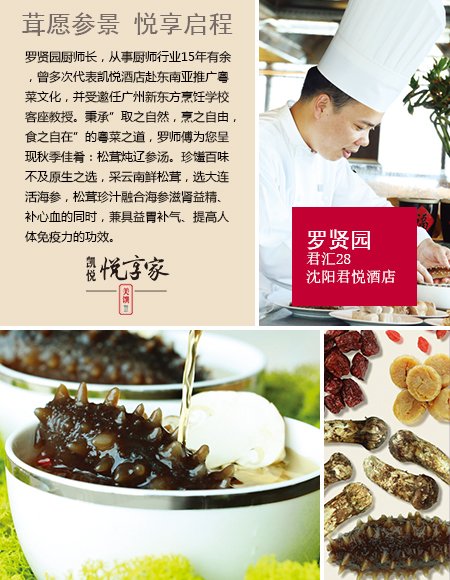 茸愿参景 悦享启程
罗贤园厨师长，从事厨师行业15年有余
，曾多次代表凯悦酒店赴东南亚推广粤
菜文化，并受邀任广州新东方烹饪学校
客座教授。秉承”取之自然，烹之自由，
食之自在”的粤菜之道，罗师傅为您呈
现秋季佳肴：松茸炖辽参汤。珍馐百味
不及原生之选，采云南鲜松茸，选大连
活海参，松茸珍汁融合海参滋肾益精、
补心血的同时，兼具益胃补气、提高人
体免疫力的功效。
凯悦 悦享家
美馔
罗贤园
君汇28
沈阳君悦酒店